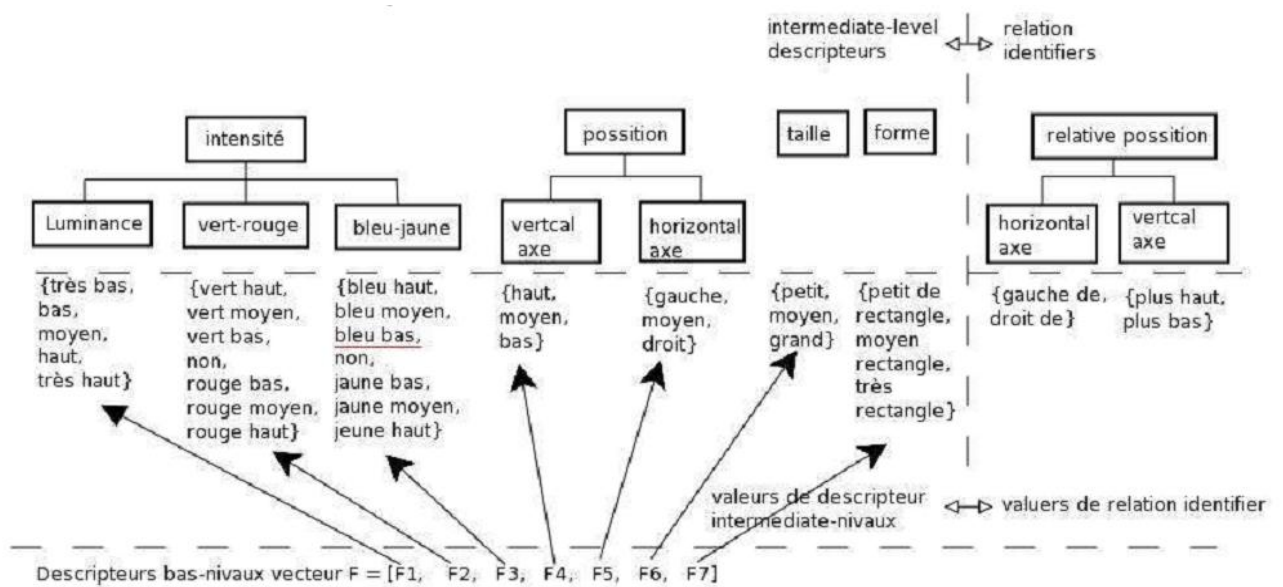 intermediate-level
descripteurs
relation
identifiers
intensité
possition
taille
forme
relative possition
Luminance
vert-rouge
bleu-jaune
vertcal
axe
horizontal
axe
horizontal
axe
vertcal
axe
{très bas,
bas,
moyen,
haut,
très haut}
{vert haut,
vert moyen,
vert bas,
non,
rouge bas,
rouge moyen,
rouge haut}
{bleu haut,
bleu moyen,
bleu bas,
non,
jaune bas,
jaune moyen,
jeune haut}
{haut,
moyen,
bas}
{gauche,
moyen,
droit}
{petit,
moyen,
grand}
{petit de
rectangle,
moyen
rectangle,
très
rectangle}
{gauche de,
droit de}
{plus haut,
plus bas}
valeurs de descripteur
intermediate-nivaux
valuers de relation identifier
Descripteurs bas-nivaux vecteur F = [F1, F2, F3, F4, F5, F6, F7]